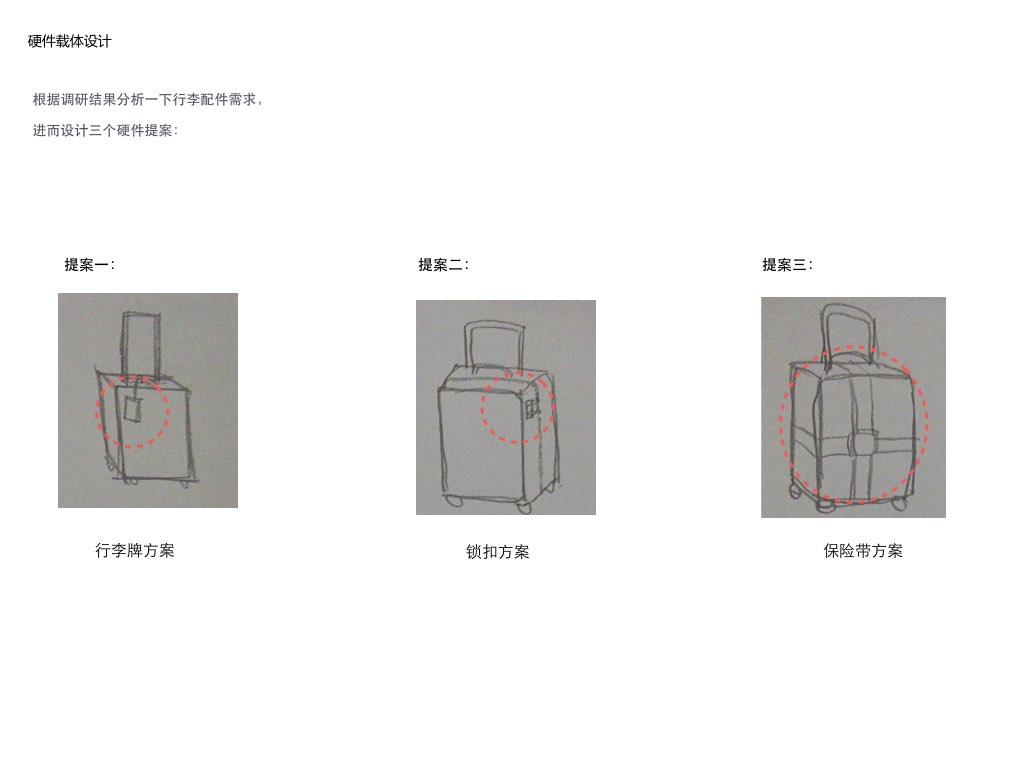 硬件载体设计
根据调研结果分析一下行李配件需求，
进而设计三个硬件提案：
提案一：
提案二：
提案三：
行李牌方案
锁扣方案
保险带方案